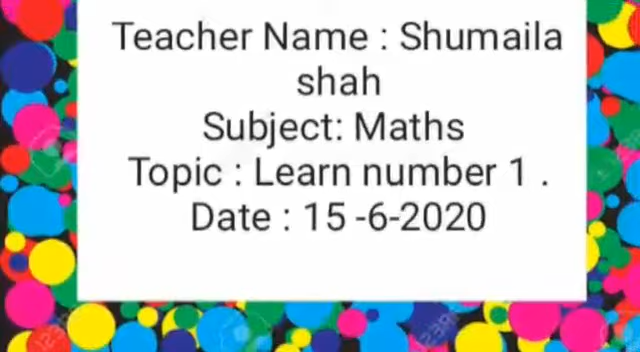 Teacher Name : Shumaila
shah
Subject: Maths
Topic : Learn number 1 .
Date : 15 -6-2020